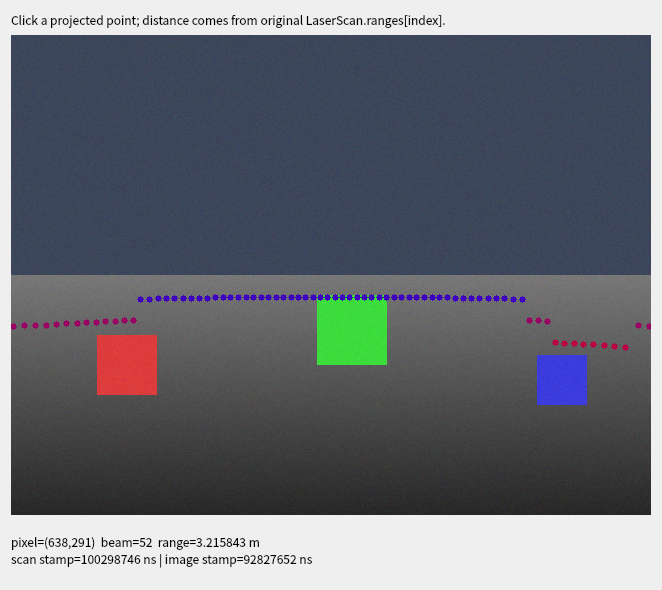 Click a projected point; distance comes from original LaserScan.ranges[index].
pixel=(638,291)  beam=52  range=3.215843 m
scan stamp=100298746 ns | image stamp=92827652 ns